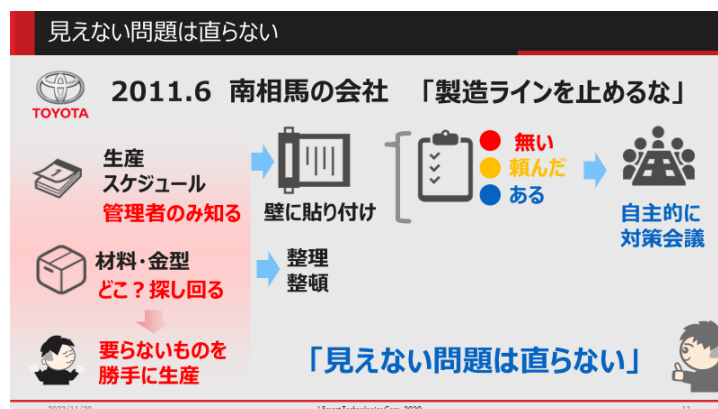 見えない問題は直らない
TOYOTA
2011.6 南相馬の会社 「製造ラインを止めるな」
生産
スケジュール
管理者のみ知る
壁に貼り付け
無い
頼んだ
ある
自主的に
対策会議
材料・金型
どこ？探し回る
整理
整頓
要らないものを
勝手に生産
「見えない問題は直らない」
11